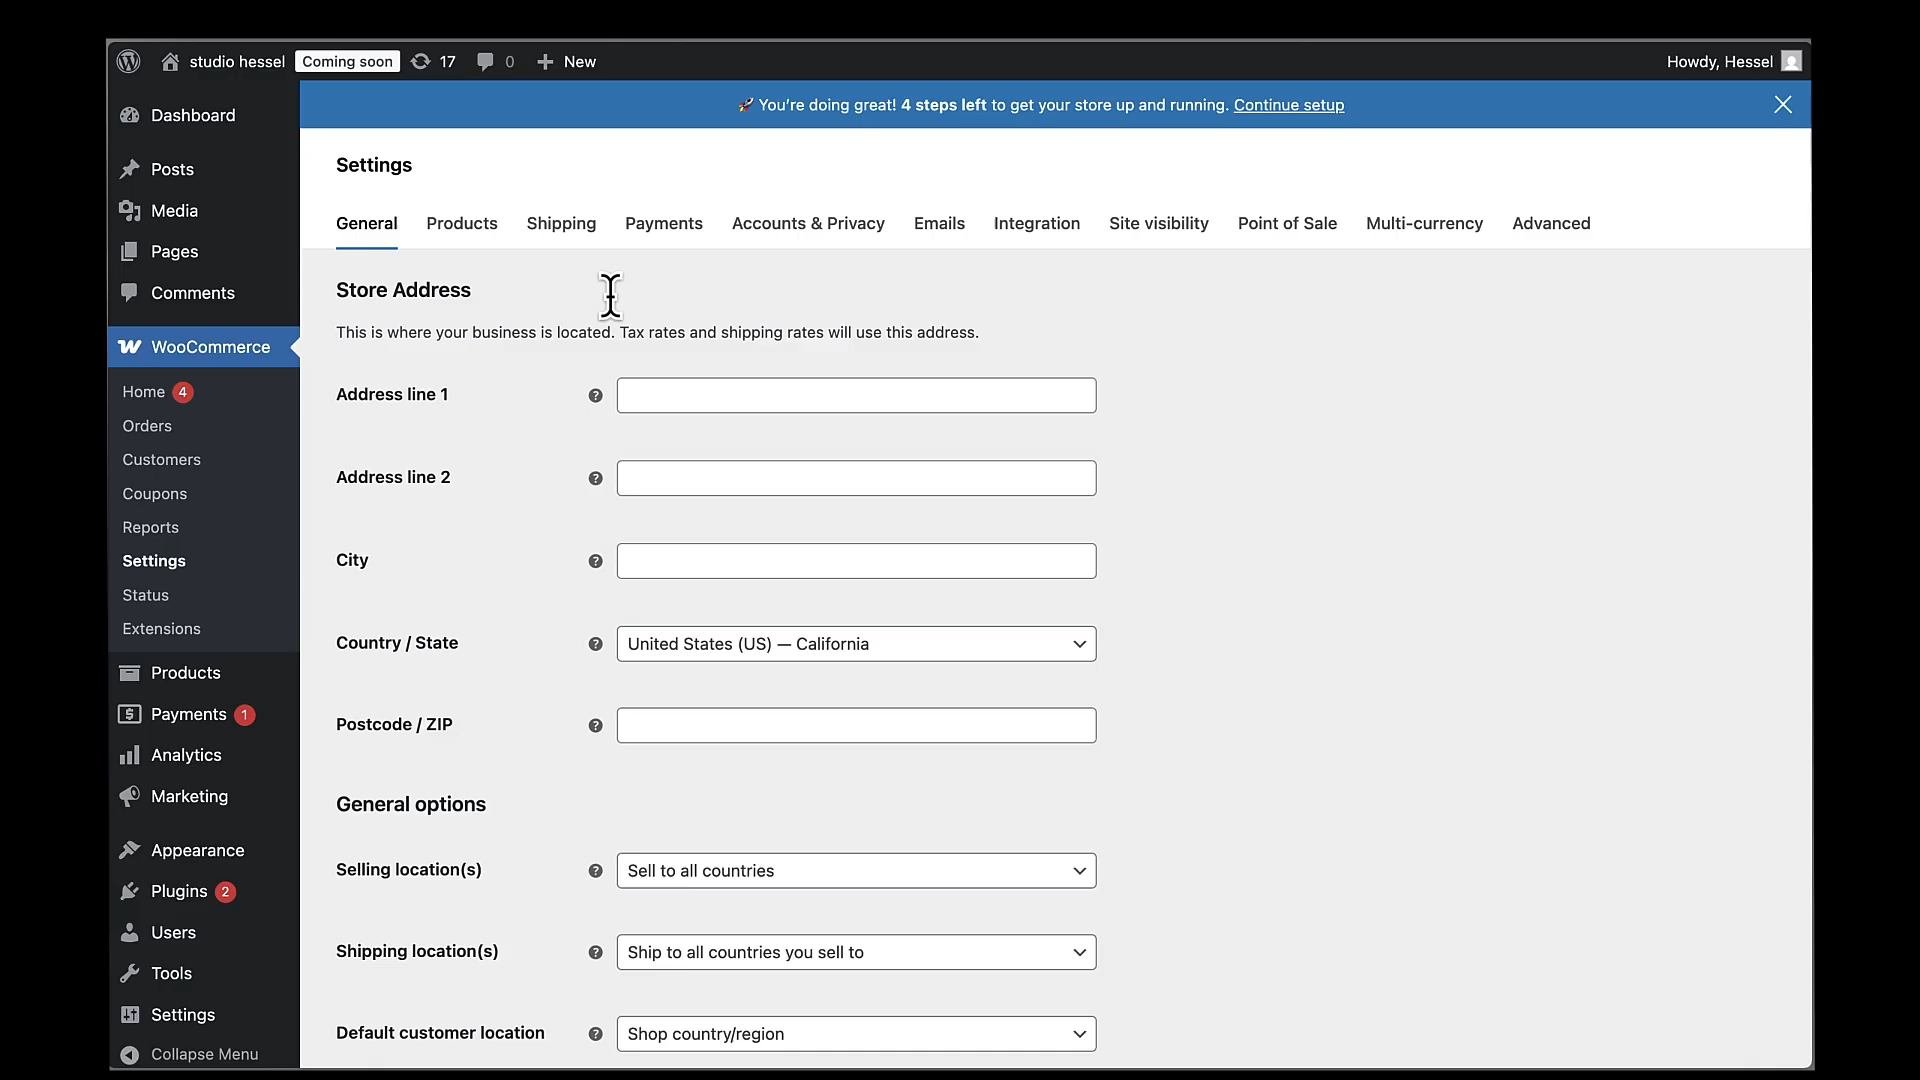 studio hessel Coming soon 17 0 New Howdy, Hessel
🚀 You're doing great! 4 steps left to get your store up and running. Continue setup
Dashboard
Posts
Media
Pages
Comments
WooCommerce
Home 4
Orders
Customers
Coupons
Reports
Settings
Status
Extensions
Products
Payments 1
Analytics
Marketing
Appearance
Plugins 2
Users
Tools
Settings
Collapse Menu
Settings
General Products Shipping Payments Accounts & Privacy Emails Integration Site visibility Point of Sale Multi-currency Advanced
Store Address
This is where your business is located. Tax rates and shipping rates will use this address.
Address line 1
Address line 2
City
Country / State United States (US) — California
Postcode / ZIP
General options
Selling location(s) Sell to all countries
Shipping location(s) Ship to all countries you sell to
Default customer location Shop country/region